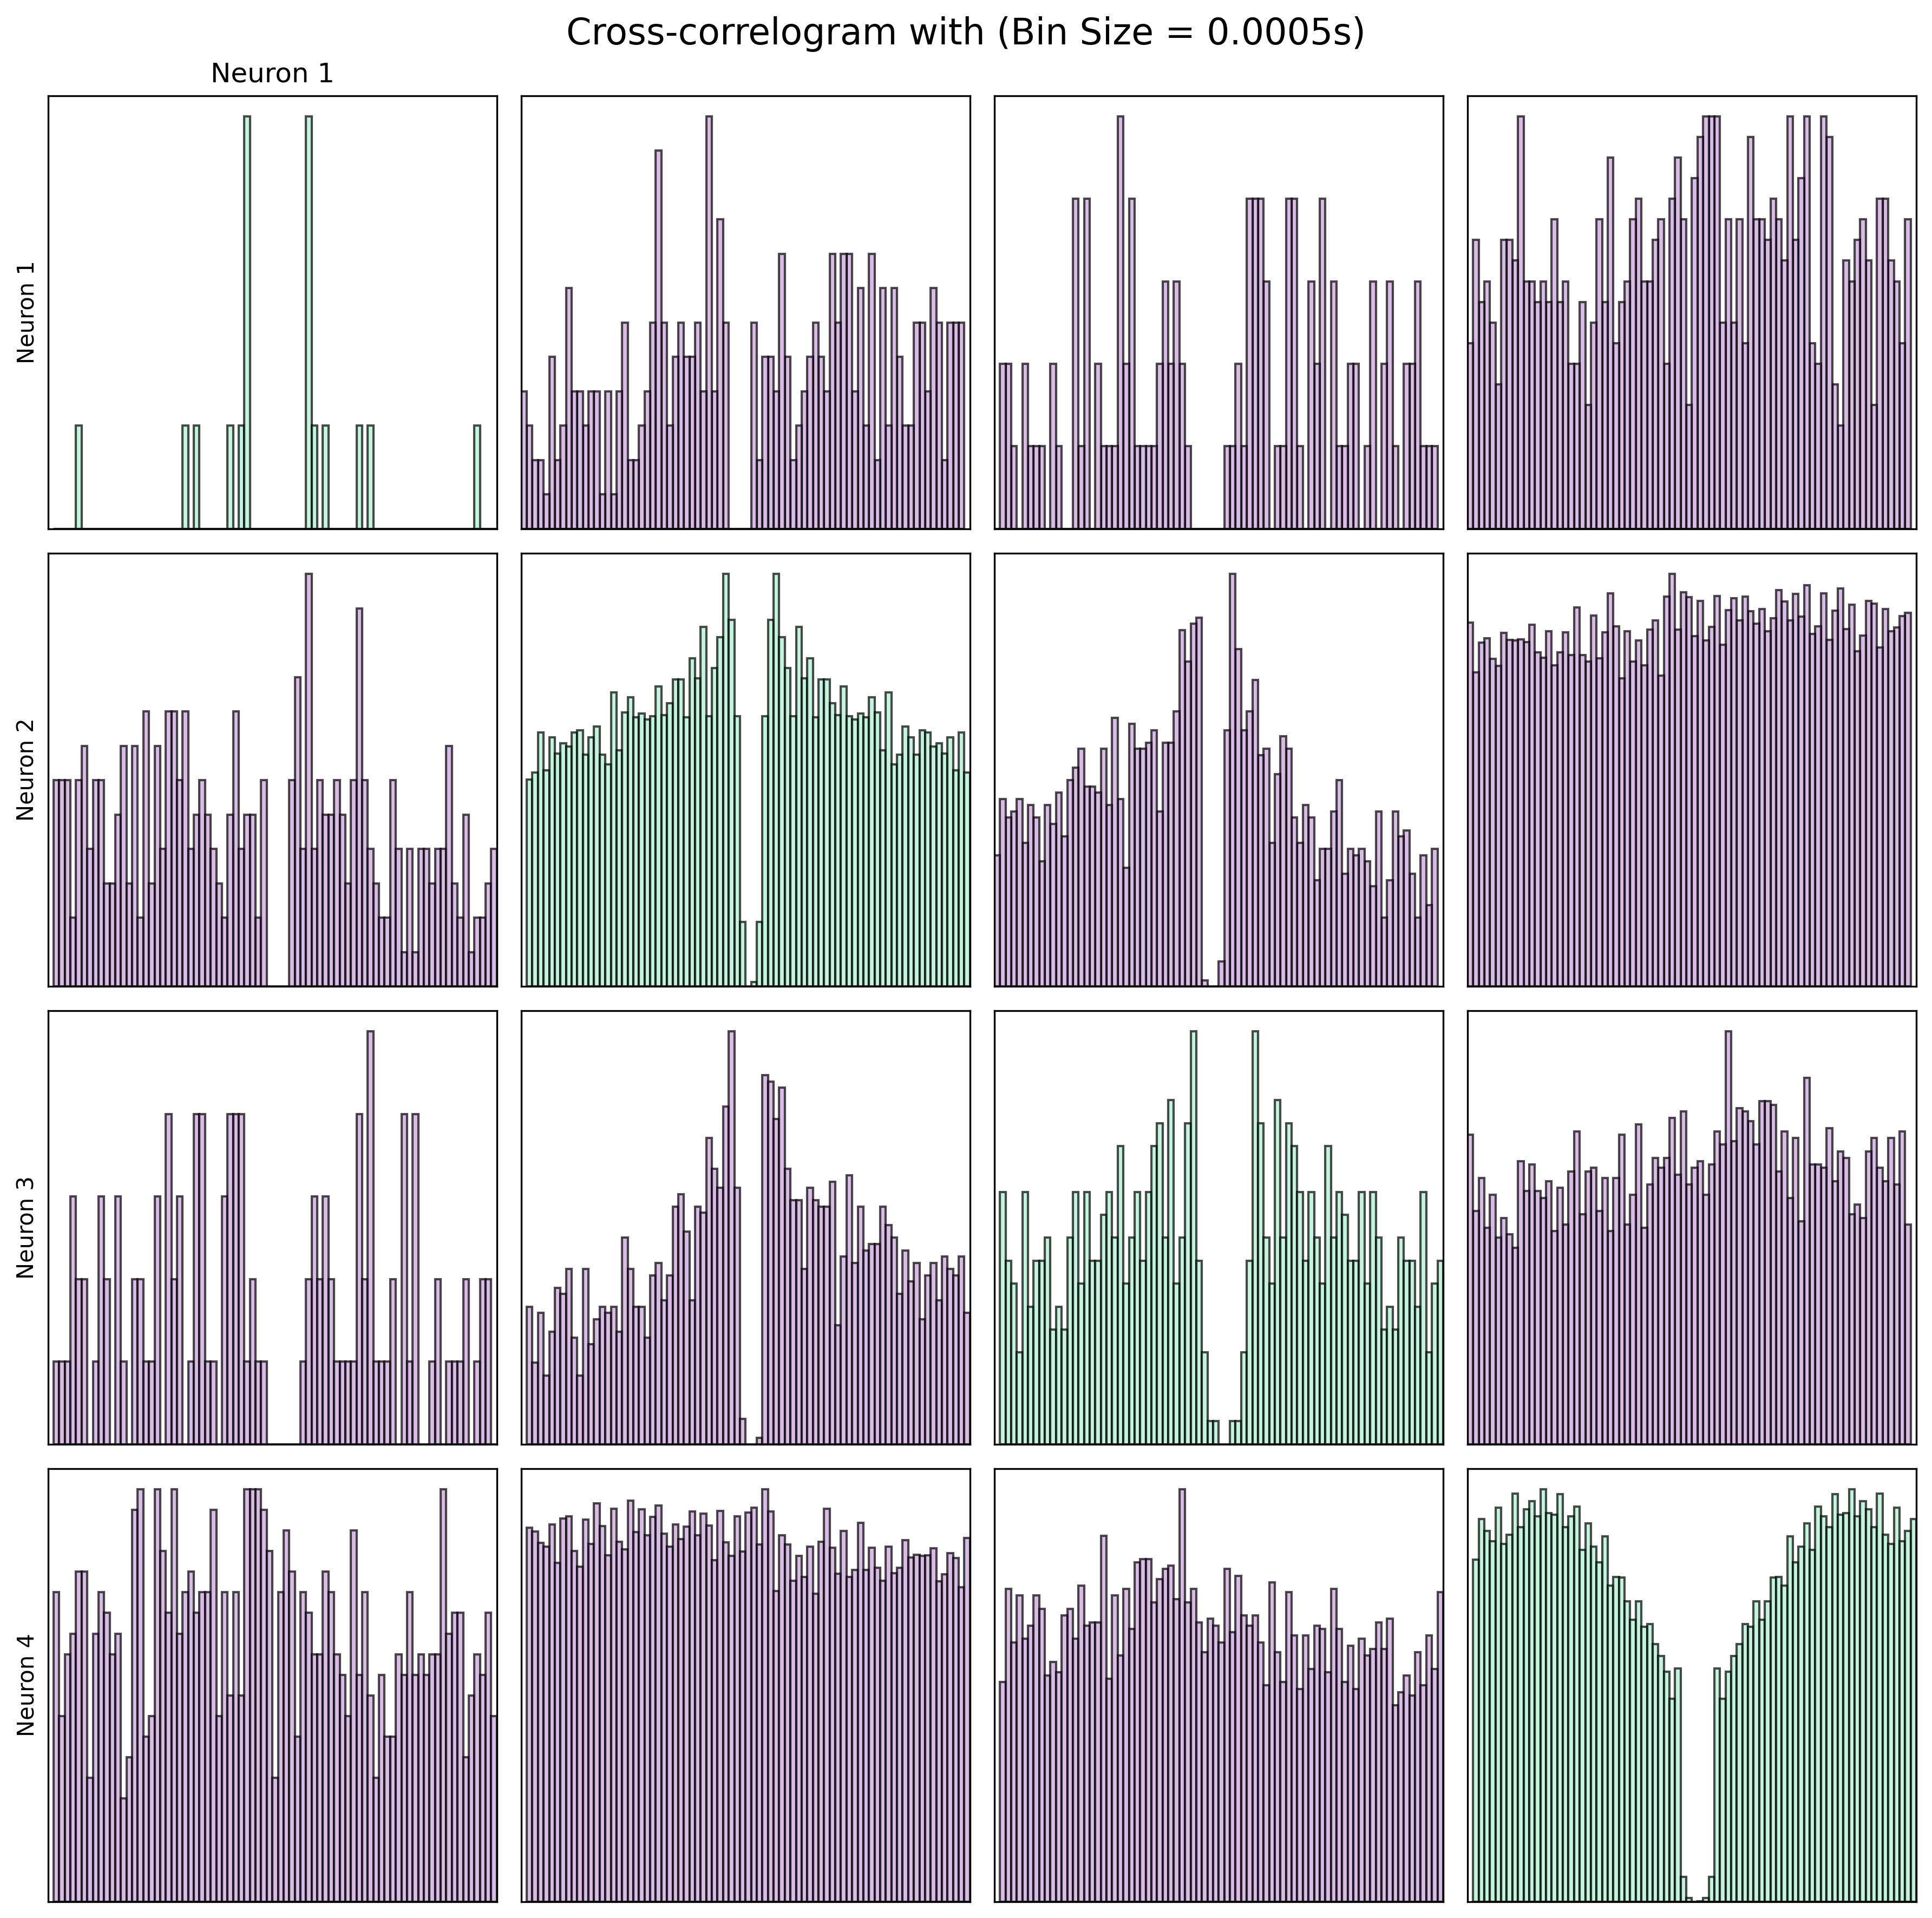 Cross-correlogram with (Bin Size = 0.0005s)
Neuron 1
Neuron 1
Neuron 2
Neuron 3
Neuron 4